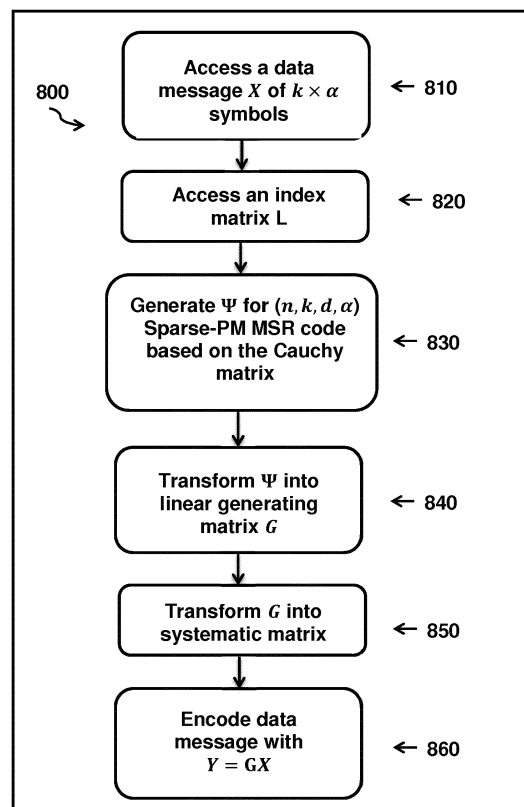 800
Access a data
message X of k × α
symbols
810
Access an index
matrix L
820
Generate Ψ for (n, k, d, α)
Sparse-PM MSR code
based on the Cauchy
matrix
830
Transform Ψ into
linear generating
matrix G
840
Transform G into
systematic matrix
850
Encode data
message with
Y = GX
860